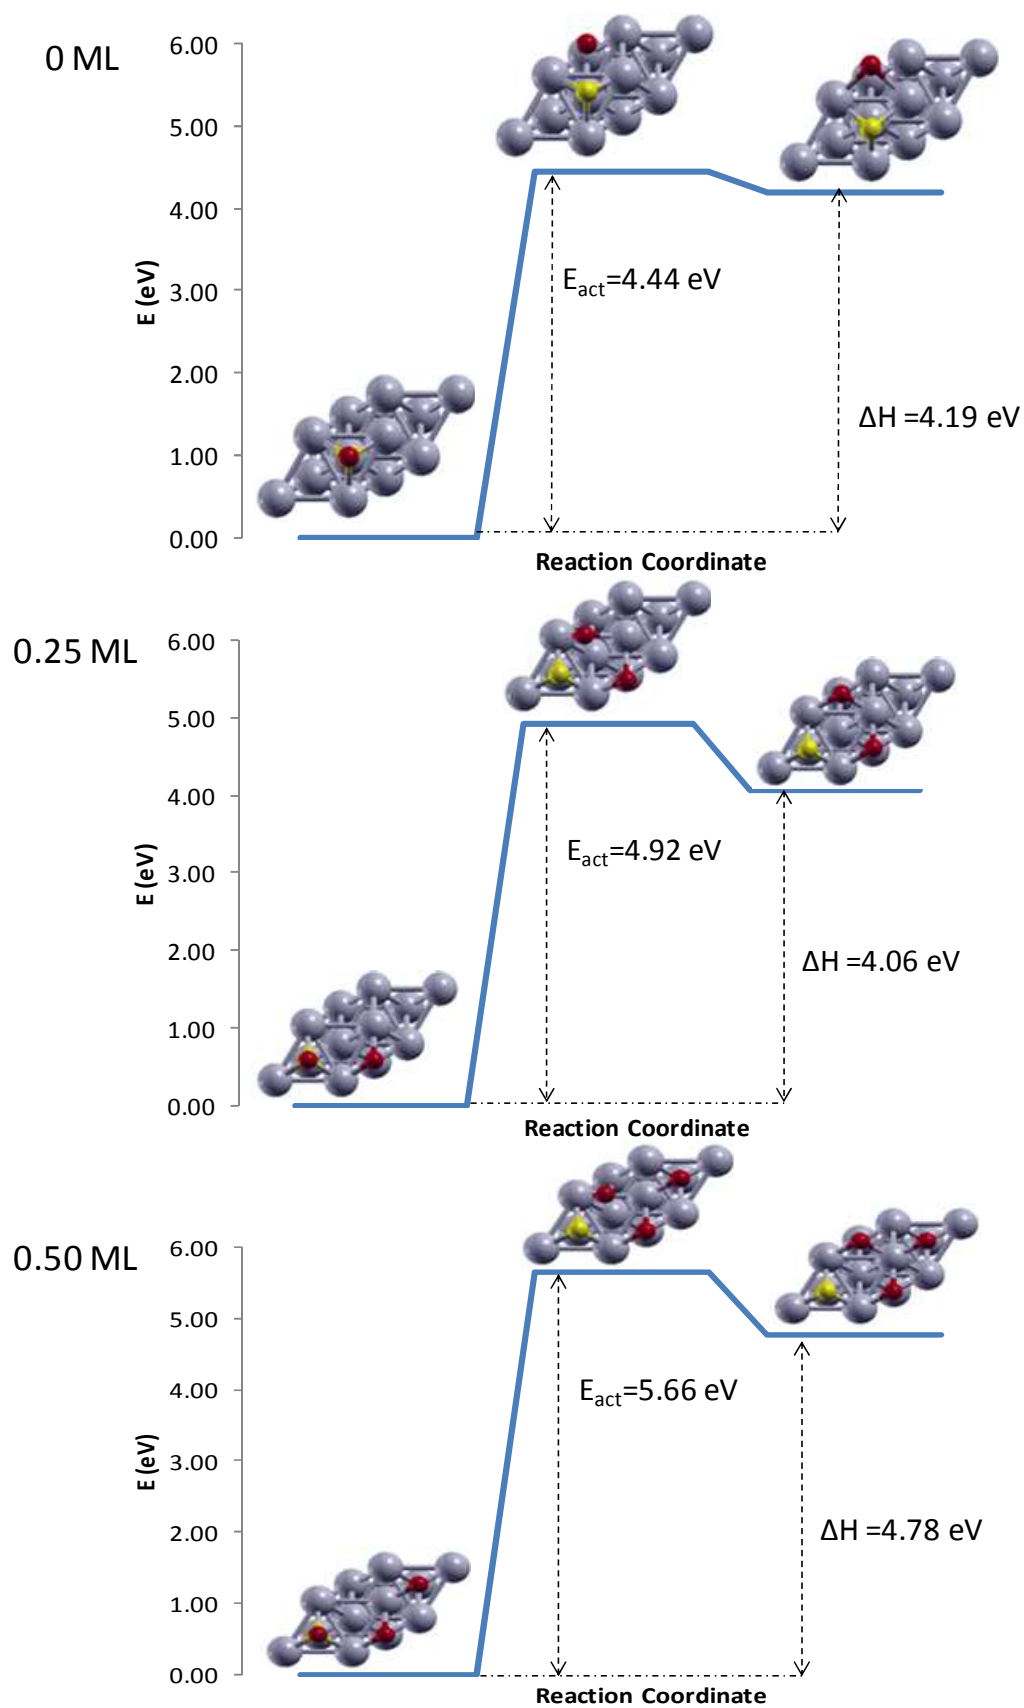 0 ML
6.00
5.00
4.00
3.00
2.00
1.00
0.00
E (eV)
E_act=4.44 eV
ΔH =4.19 eV
Reaction Coordinate
0.25 ML
6.00
5.00
4.00
3.00
2.00
1.00
0.00
E (eV)
E_act=4.92 eV
ΔH =4.06 eV
Reaction Coordinate
0.50 ML
6.00
5.00
4.00
3.00
2.00
1.00
0.00
E (eV)
E_act=5.66 eV
ΔH =4.78 eV
Reaction Coordinate